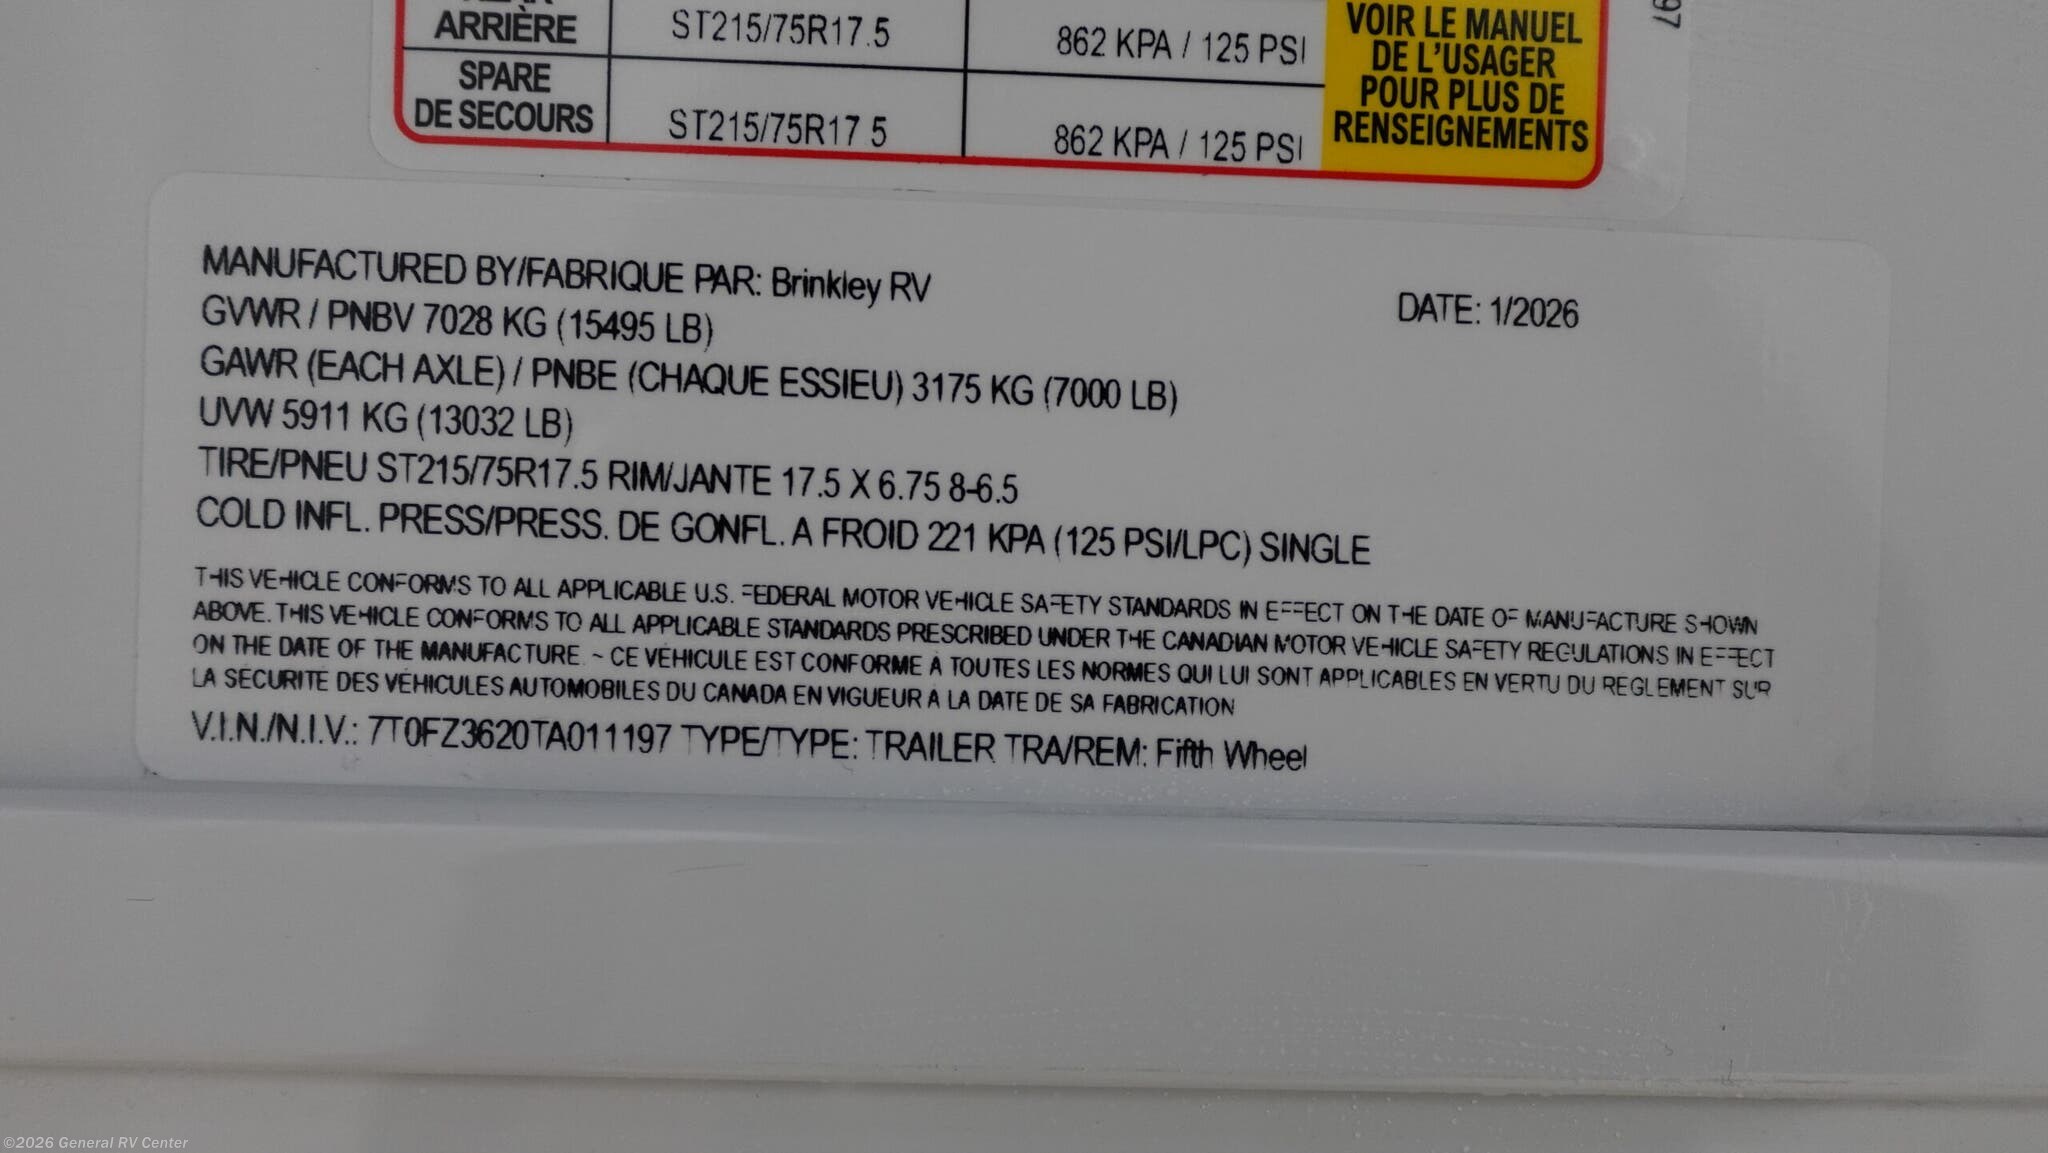 ARRIÈRE ST215/75R17.5 862 KPA / 125 PSI
SPARE
DE SECOURS ST215/75R17 5 862 KPA / 125 PSI
VOIR LE MANUEL
DE L'USAGER
POUR PLUS DE
RENSEIGNEMENTS
97
MANUFACTURED BY/FABRIQUE PAR: Brinkley RV
DATE: 1/2026
GVWR / PNBV 7028 KG (15495 LB)
GAWR (EACH AXLE) / PNBE (CHAQUE ESSIEU) 3175 KG (7000 LB)
UVW 5911 KG (13032 LB)
TIRE/PNEU ST215/75R17.5 RIM/JANTE 17.5 X 6.75 8-6.5
COLD INFL. PRESS/PRESS. DE GONFL. A FROID 221 KPA (125 PSI/LPC) SINGLE
THIS VEHICLE CONFORMS TO ALL APPLICABLE U.S. FEDERAL MOTOR VEHICLE SAFETY STANDARDS IN EFFECT ON THE DATE OF MANUFACTURE SHOWN
ABOVE. THIS VEHICLE CONFORMS TO ALL APPLICABLE STANDARDS PRESCRIBED UNDER THE CANADIAN MOTOR VEHICLE SAFETY REGULATIONS IN EFFECT
ON THE DATE OF THE MANUFACTURE. ~ CE VÉHICULE EST CONFORME À TOUTES LES NORMES QUI LUI SONT APPLICABLES EN VERTU DU REGLEMENT SUR
LA SÉCURITÉ DES VÉHICULES AUTOMOBILES DU CANADA EN VIGUEUR À LA DATE DE SA FABRICATION
V.I.N./N.I.V.: 7T0FZ3620TA011197 TYPE/TYPE: TRAILER TRA/REM: Fifth Wheel
©2026 General RV Center